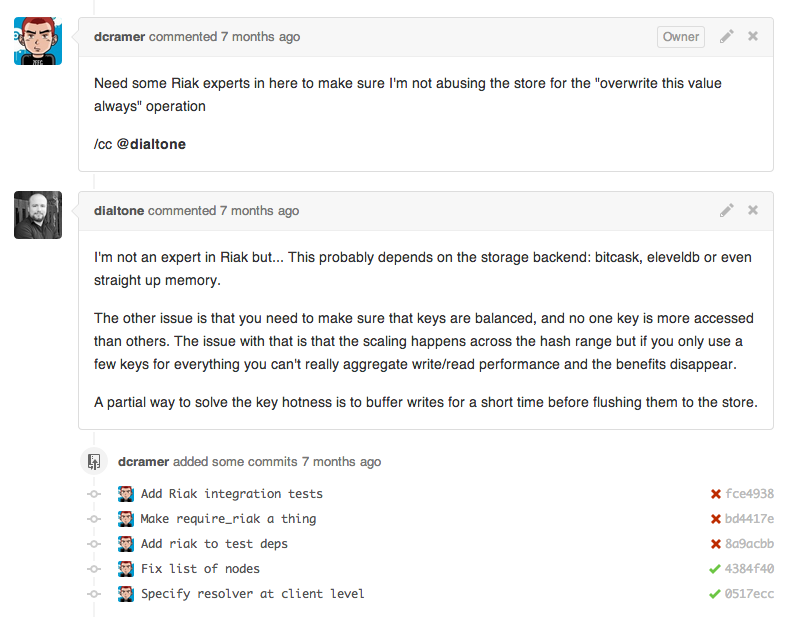 dcramer commented 7 months ago Owner
Need some Riak experts in here to make sure I'm not abusing the store for the "overwrite this value
always" operation
/cc @dialtone
dialtone commented 7 months ago
I'm not an expert in Riak but... This probably depends on the storage backend: bitcask, eleveldb or even
straight up memory.
The other issue is that you need to make sure that keys are balanced, and no one key is more accessed
than others. The issue with that is that the scaling happens across the hash range but if you only use a
few keys for everything you can't really aggregate write/read performance and the benefits disappear.
A partial way to solve the key hotness is to buffer writes for a short time before flushing them to the store.
dcramer added some commits 7 months ago
Add Riak integration tests fce4938
Make require_riak a thing bd4417e
Add riak to test deps 8a9acbb
Fix list of nodes 4384f40
Specify resolver at client level 0517ecc